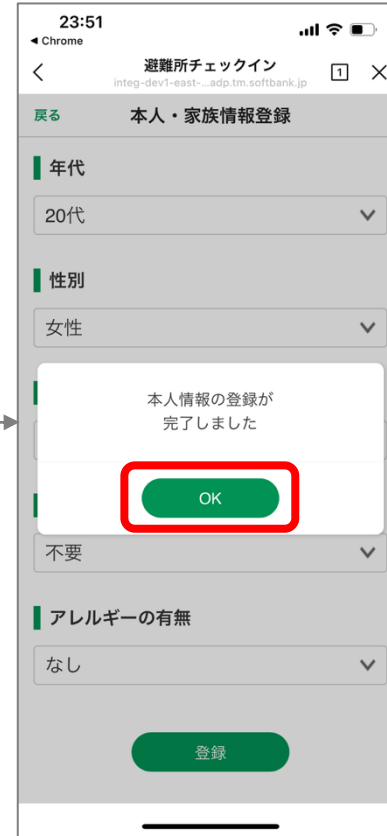 23:51
◀ Chrome
避難所チェックイン
integ-dev1-east-...adp.tm.softbank.jp
1
戻る
本人・家族情報登録
年代
20代
性別
女性
本人情報の登録が
完了しました
OK
不要
アレルギーの有無
なし
登録